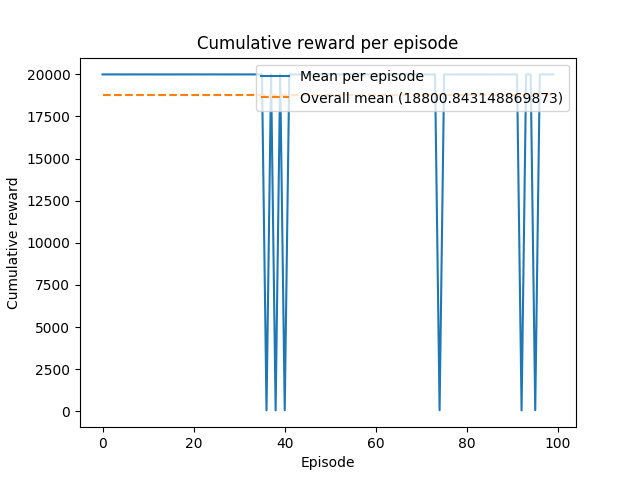 Cumulative reward per episode
Mean per episode
Overall mean (18800.843148869873)
20000
17500
15000
12500
10000
7500
5000
2500
0
Cumulative reward
0 20 40 60 80 100
Episode